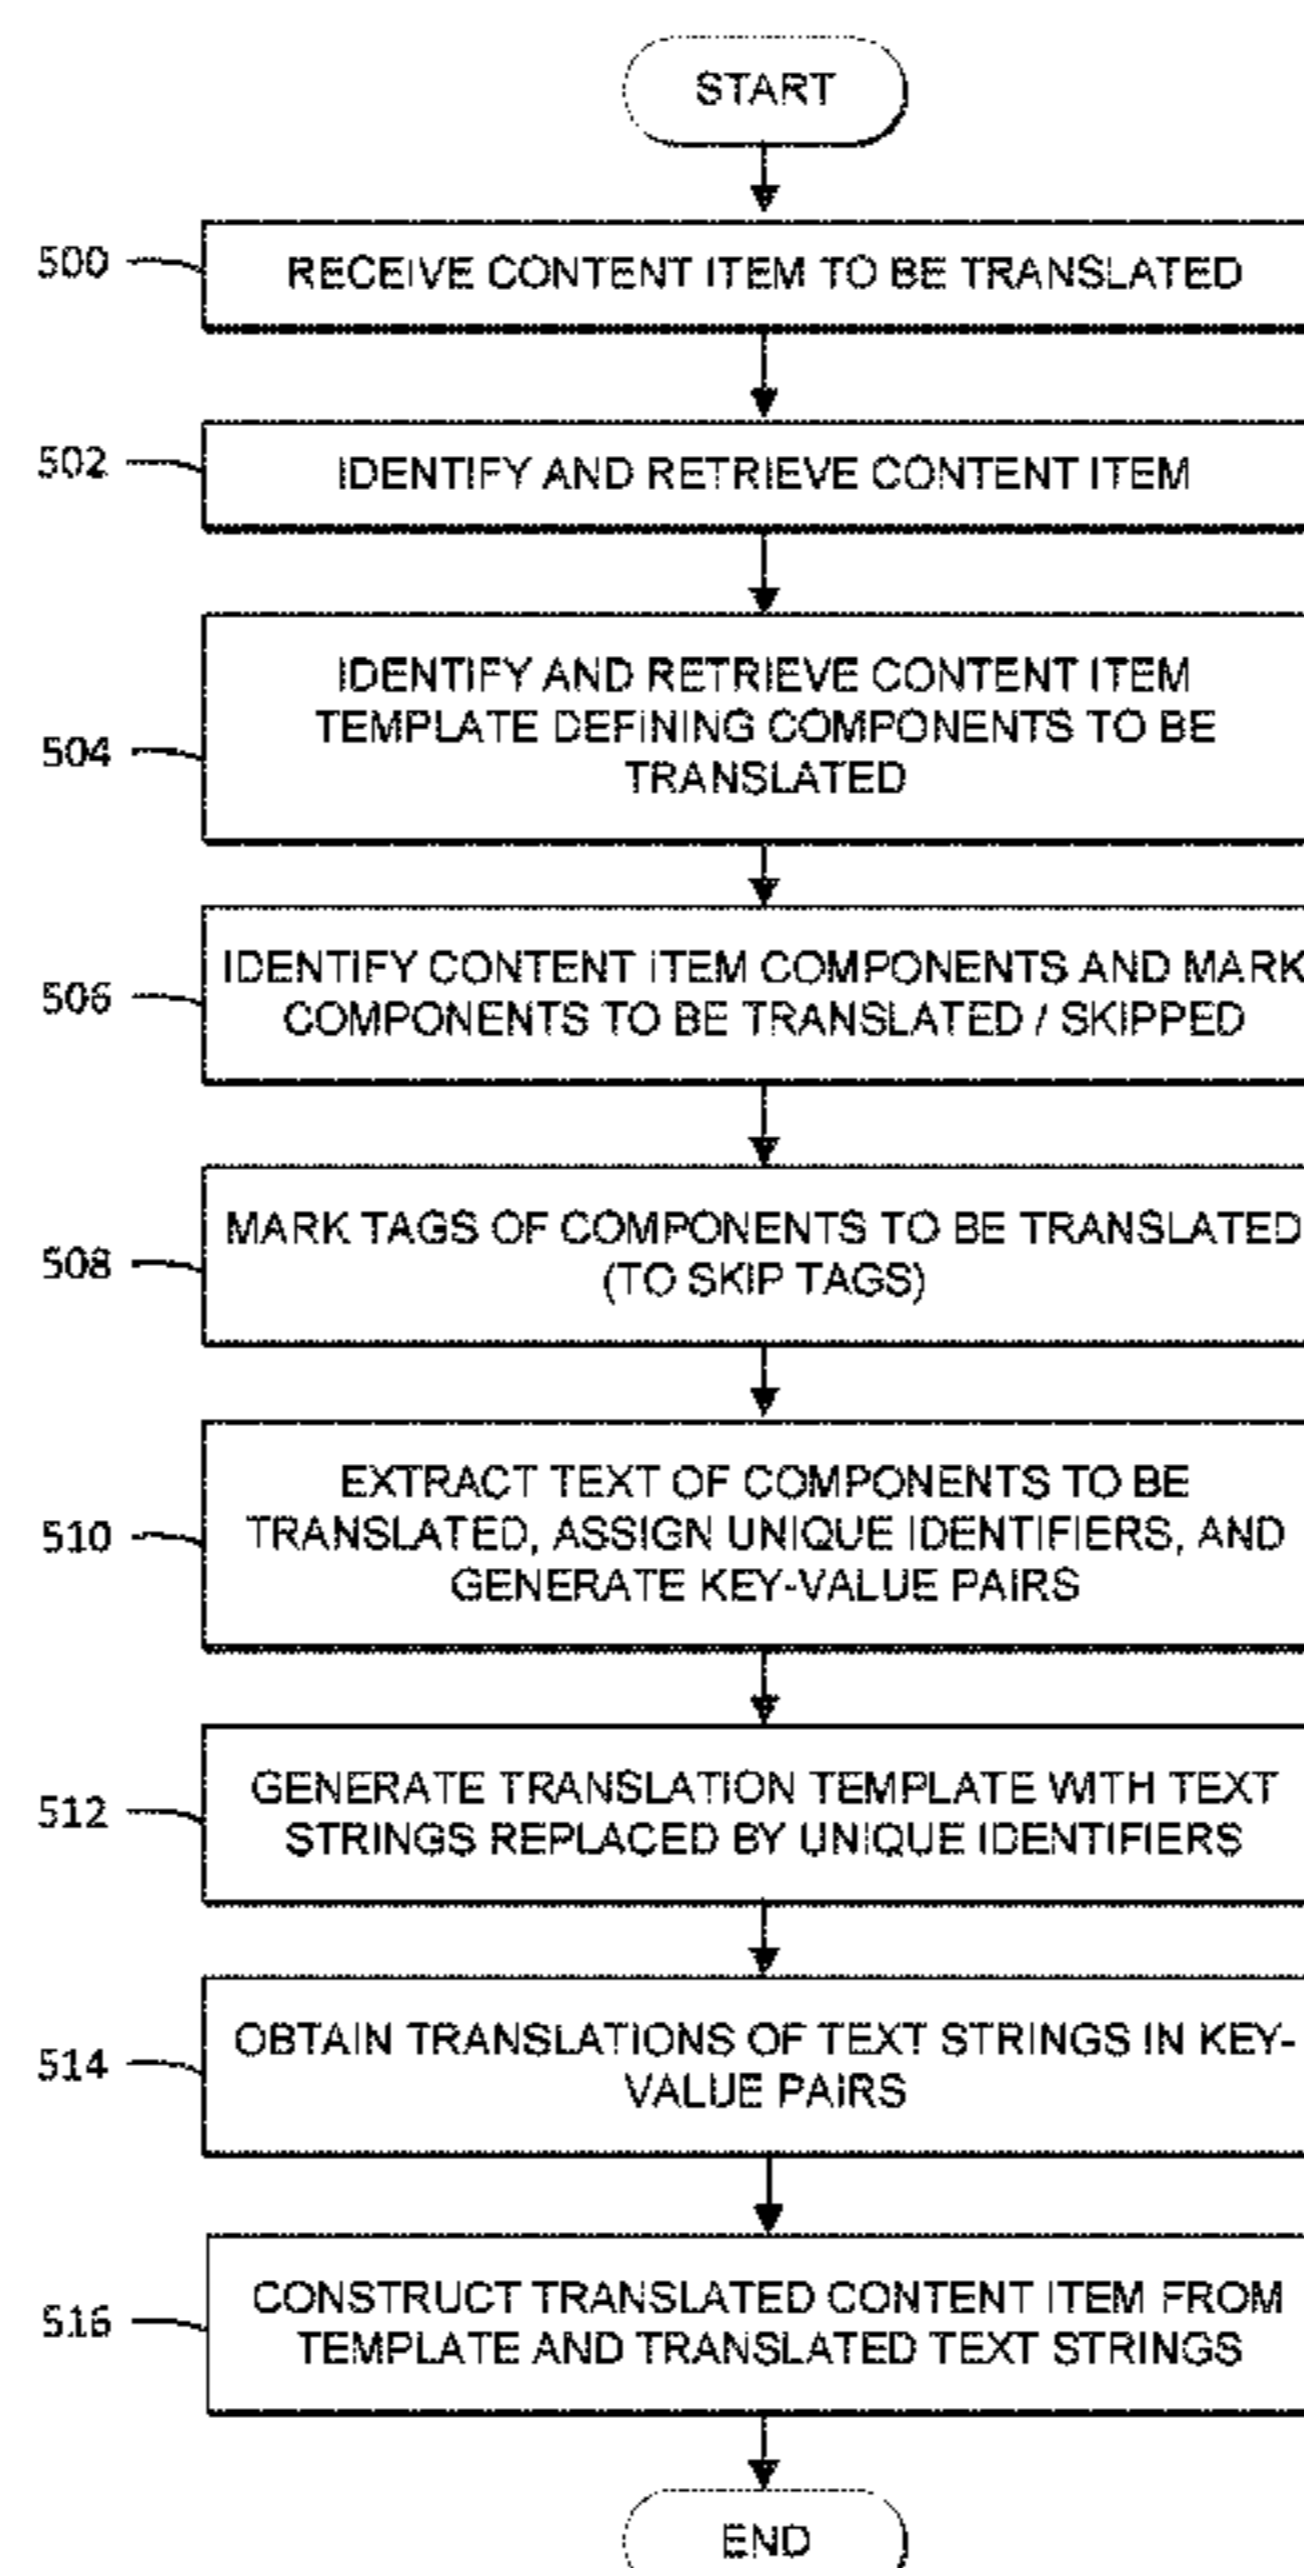 START
500
RECEIVE CONTENT ITEM TO BE TRANSLATED
502
IDENTIFY AND RETRIEVE CONTENT ITEM
504
IDENTIFY AND RETRIEVE CONTENT ITEM
TEMPLATE DEFINING COMPONENTS TO BE
TRANSLATED
506
IDENTIFY CONTENT ITEM COMPONENTS AND MARK
COMPONENTS TO BE TRANSLATED / SKIPPED
508
MARK TAGS OF COMPONENTS TO BE TRANSLATED
(TO SKIP TAGS)
510
EXTRACT TEXT OF COMPONENTS TO BE
TRANSLATED, ASSIGN UNIQUE IDENTIFIERS, AND
GENERATE KEY-VALUE PAIRS
512
GENERATE TRANSLATION TEMPLATE WITH TEXT
STRINGS REPLACED BY UNIQUE IDENTIFIERS
514
OBTAIN TRANSLATIONS OF TEXT STRINGS IN KEY-
VALUE PAIRS
516
CONSTRUCT TRANSLATED CONTENT ITEM FROM
TEMPLATE AND TRANSLATED TEXT STRINGS
END